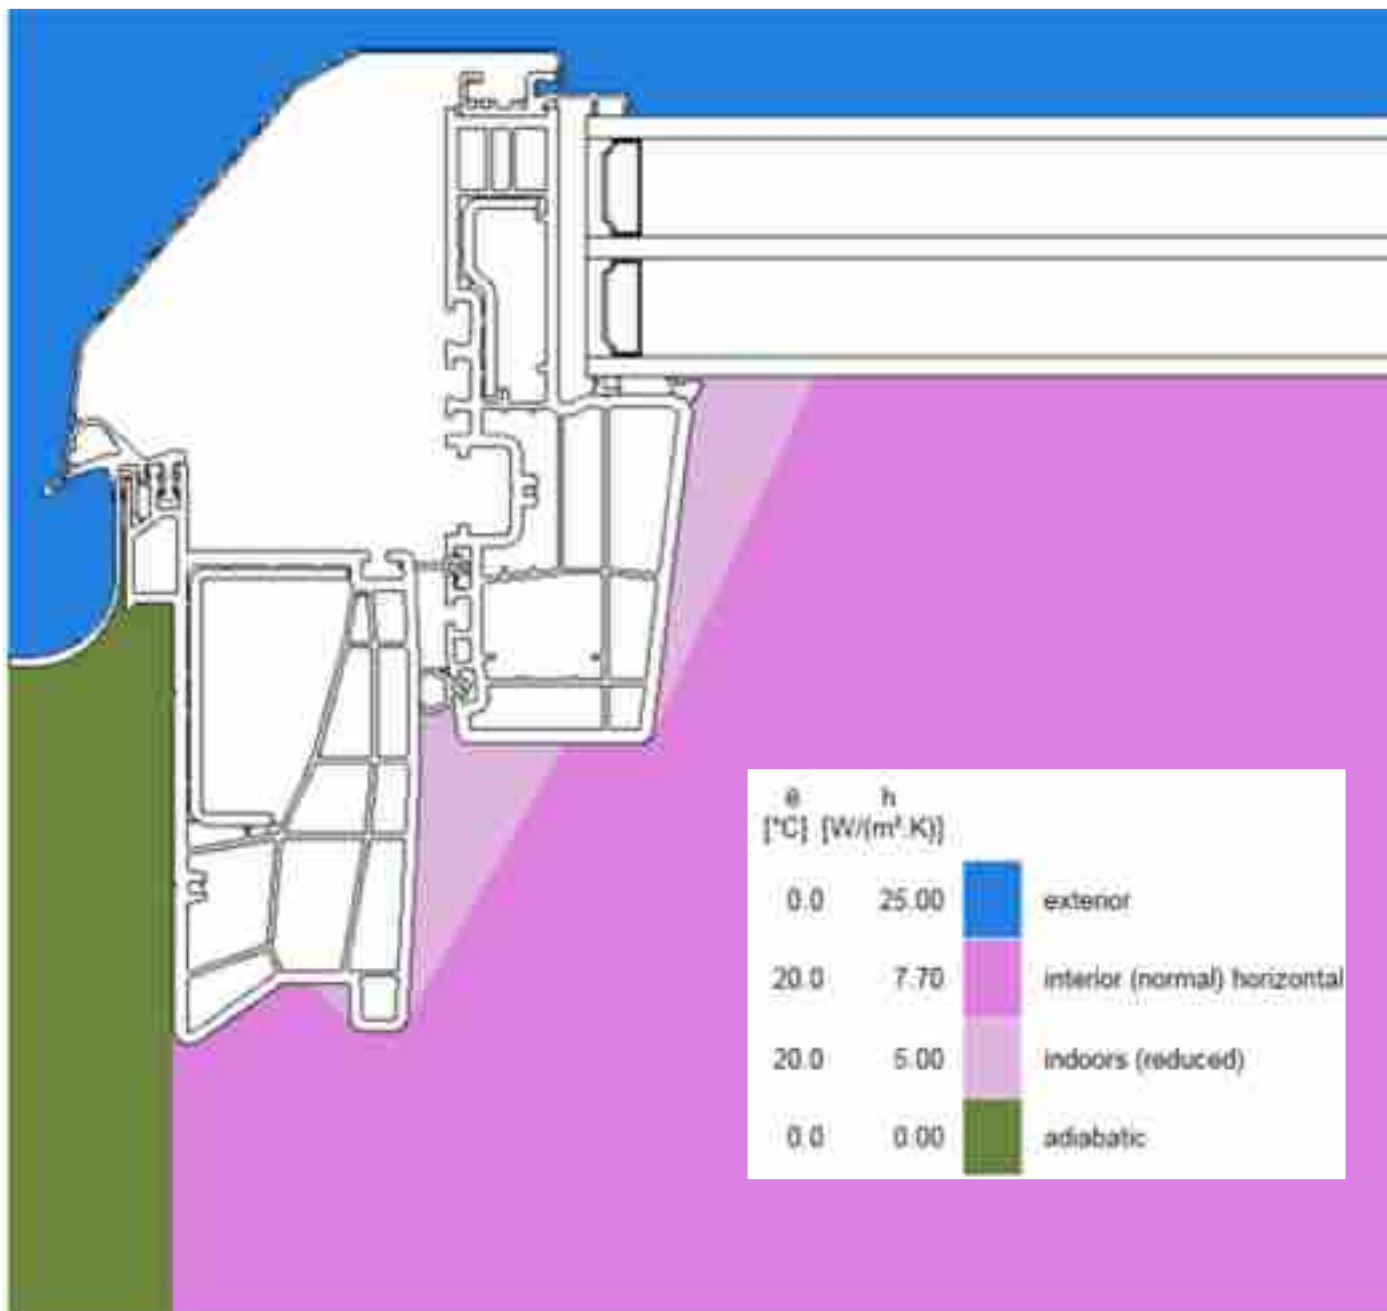 θ h
[°C] [W/(m².K)]
0.0 25.00 exterior
20.0 7.70 interior (normal) horizontal
20.0 5.00 indoors (reduced)
0.0 0.00 adiabatic